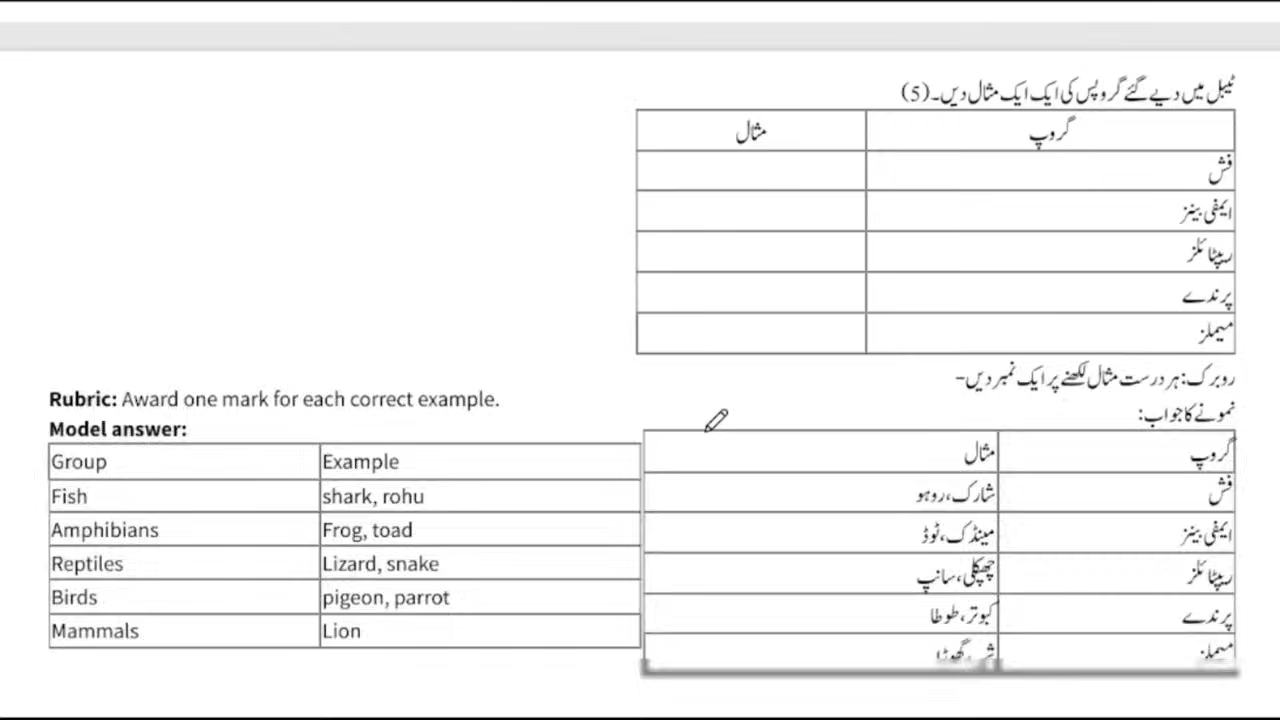 ٹیبل میں دیے گئے گروپس کی ایک ایک مثال دیں۔ (5)
گروپ مثال
فش
ایمفی بینز
ریپٹائلز
پرندے
میملز
روبرک: ہر درست مثال لکھنے پر ایک نمبر دیں-
نمونے کا جواب:
گروپ مثال
فش شارک، روہو
ایمفی بینز مینڈک، ٹوڈ
ریپٹائلز چھپکلی، سانپ
پرندے کبوتر، طوطا
Rubric: Award one mark for each correct example.
Model answer:
Group Example
Fish shark, rohu
Amphibians Frog, toad
Reptiles Lizard, snake
Birds pigeon, parrot
Mammals Lion